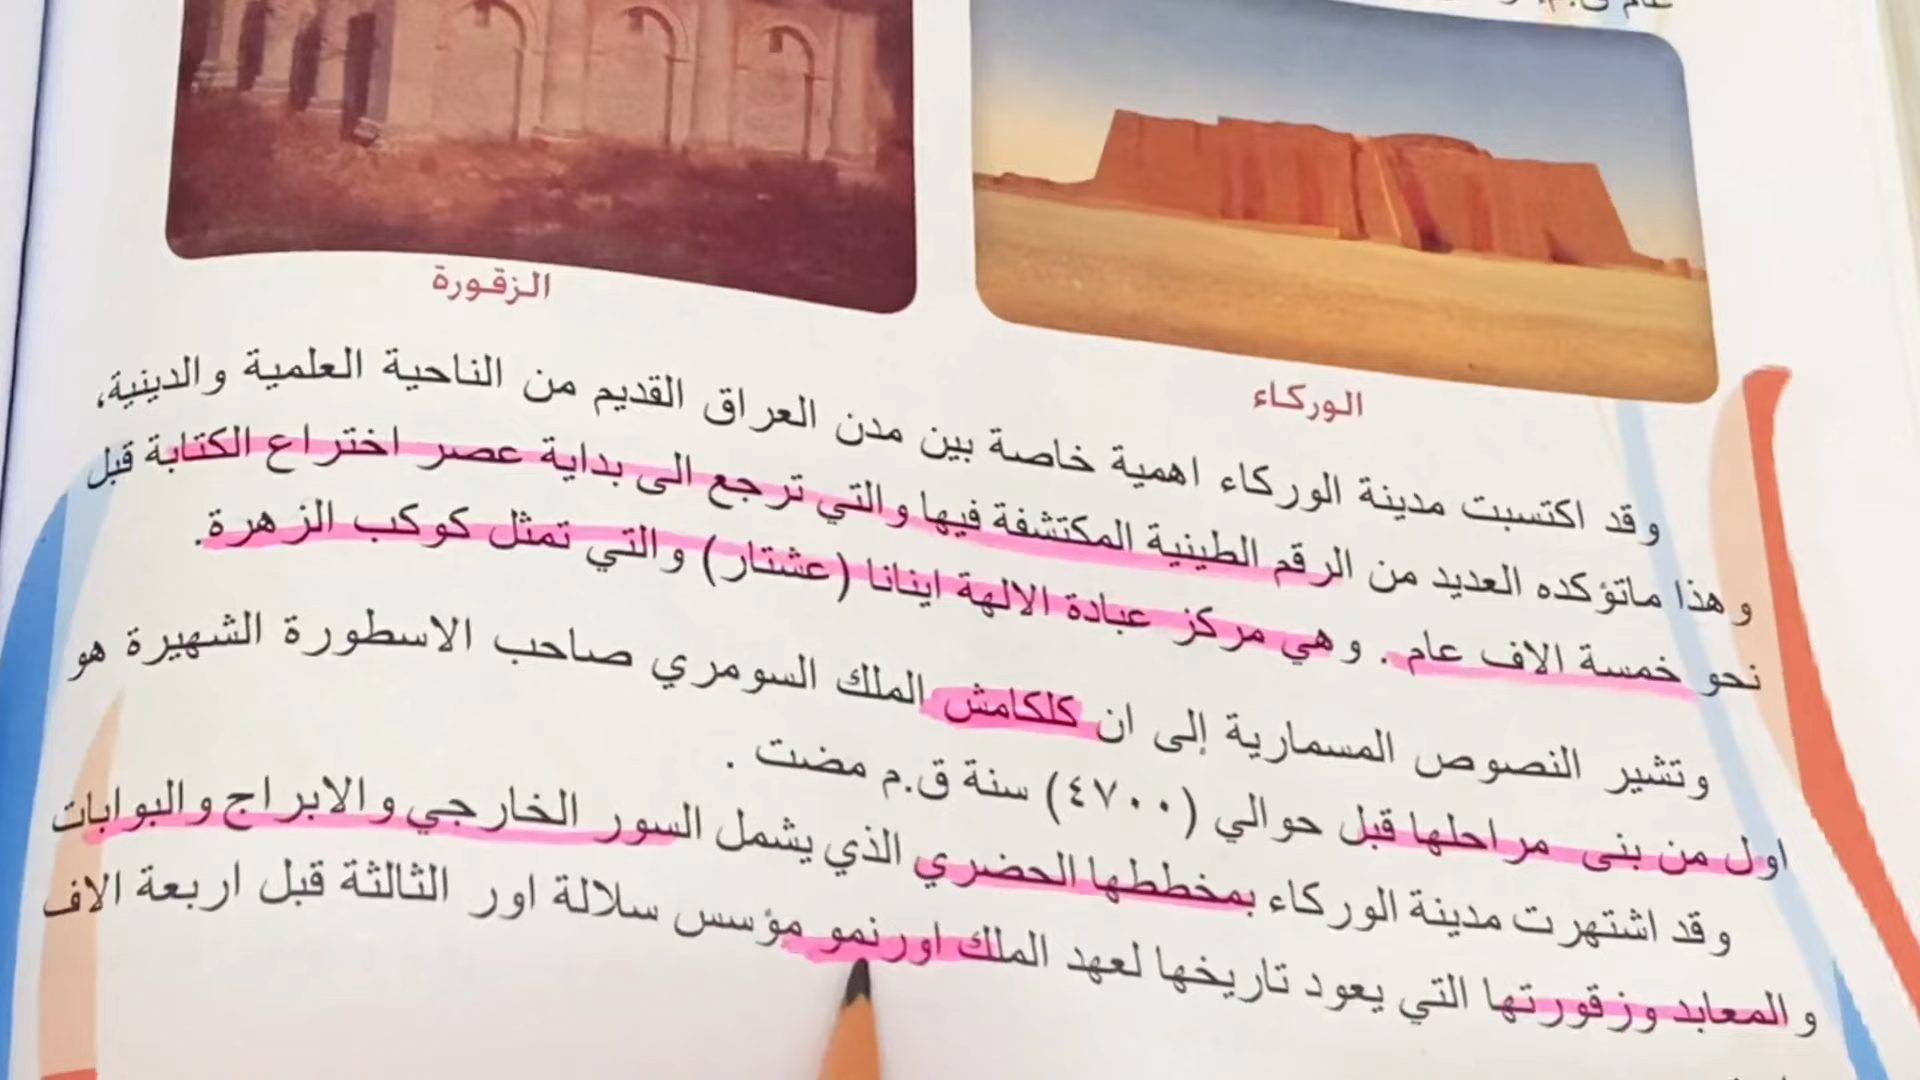 الزقورة
الوركاء
وقد اكتسبت مدينة الوركاء اهمية خاصة بين مدن العراق القديم من الناحية العلمية والدينية،
وهذا ماتؤكده العديد من الرقم الطينية المكتشفة فيها والتي ترجع الى بداية عصر اختراع الكتابة قبل
نحو خمسة الاف عام . وهي مركز عبادة الالهة اينانا (عشتار) والتي تمثل كوكب الزهرة.
وتشير النصوص المسمارية إلى ان كلكامش الملك السومري صاحب الاسطورة الشهيرة هو
اول من بنى مراحلها قبل حوالي (٤٧٠٠) سنة ق.م مضت .
وقد اشتهرت مدينة الوركاء بمخططها الحضري الذي يشمل السور الخارجي والابراج والبوابات
والمعابد وزقورتها التي يعود تاريخها لعهد الملك اورنمو مؤسس سلالة اور الثالثة قبل اربعة الاف